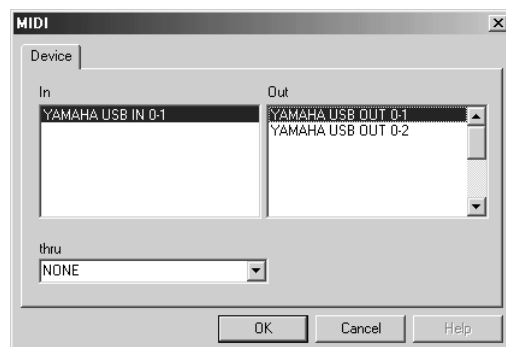 MIDI
Device
In
Out
YAMAHA USB IN 0-1
YAMAHA USB OUT 0-1
YAMAHA USB OUT 0-2
thru
NONE
OK
Cancel
Help